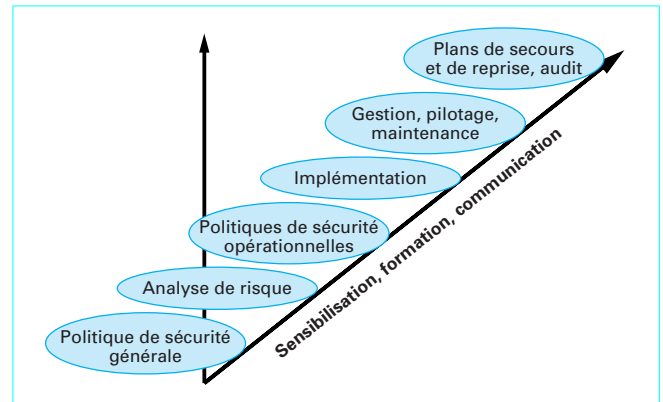 Plans de secours
et de reprise, audit
Gestion, pilotage,
maintenance
Implémentation
Politiques de sécurité
opérationnelles
Analyse de risque
Politique de sécurité
générale
Sensibilisation, formation, communication